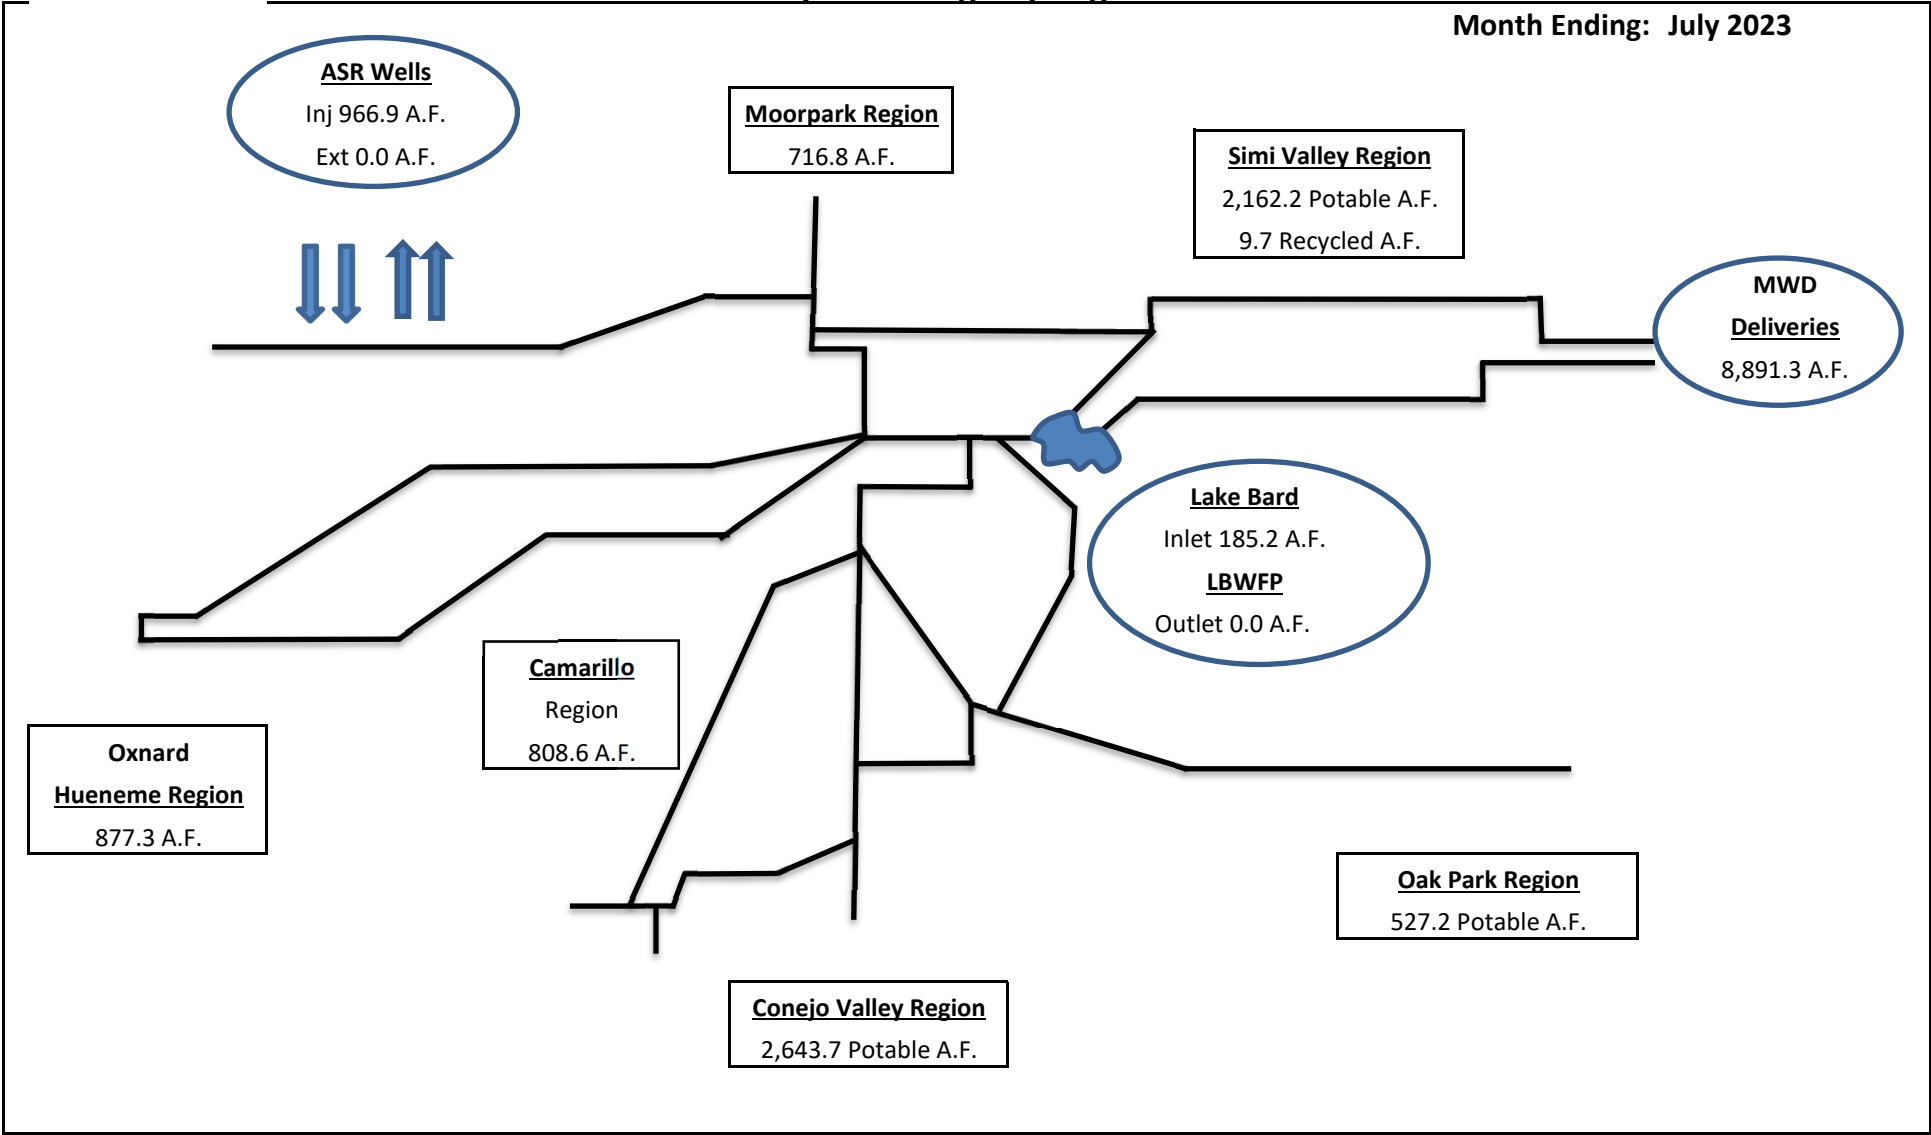 Month Ending: July 2023
ASR Wells
Inj 966.9 A.F.
Ext 0.0 A.F.
Moorpark Region
716.8 A.F.
Simi Valley Region
2,162.2 Potable A.F.
9.7 Recycled A.F.
MWD
Deliveries
8,891.3 A.F.
Lake Bard
Inlet 185.2 A.F.
LBWFP
Outlet 0.0 A.F.
Camarillo
Region
808.6 A.F.
Oxnard
Hueneme Region
877.3 A.F.
Oak Park Region
527.2 Potable A.F.
Conejo Valley Region
2,643.7 Potable A.F.